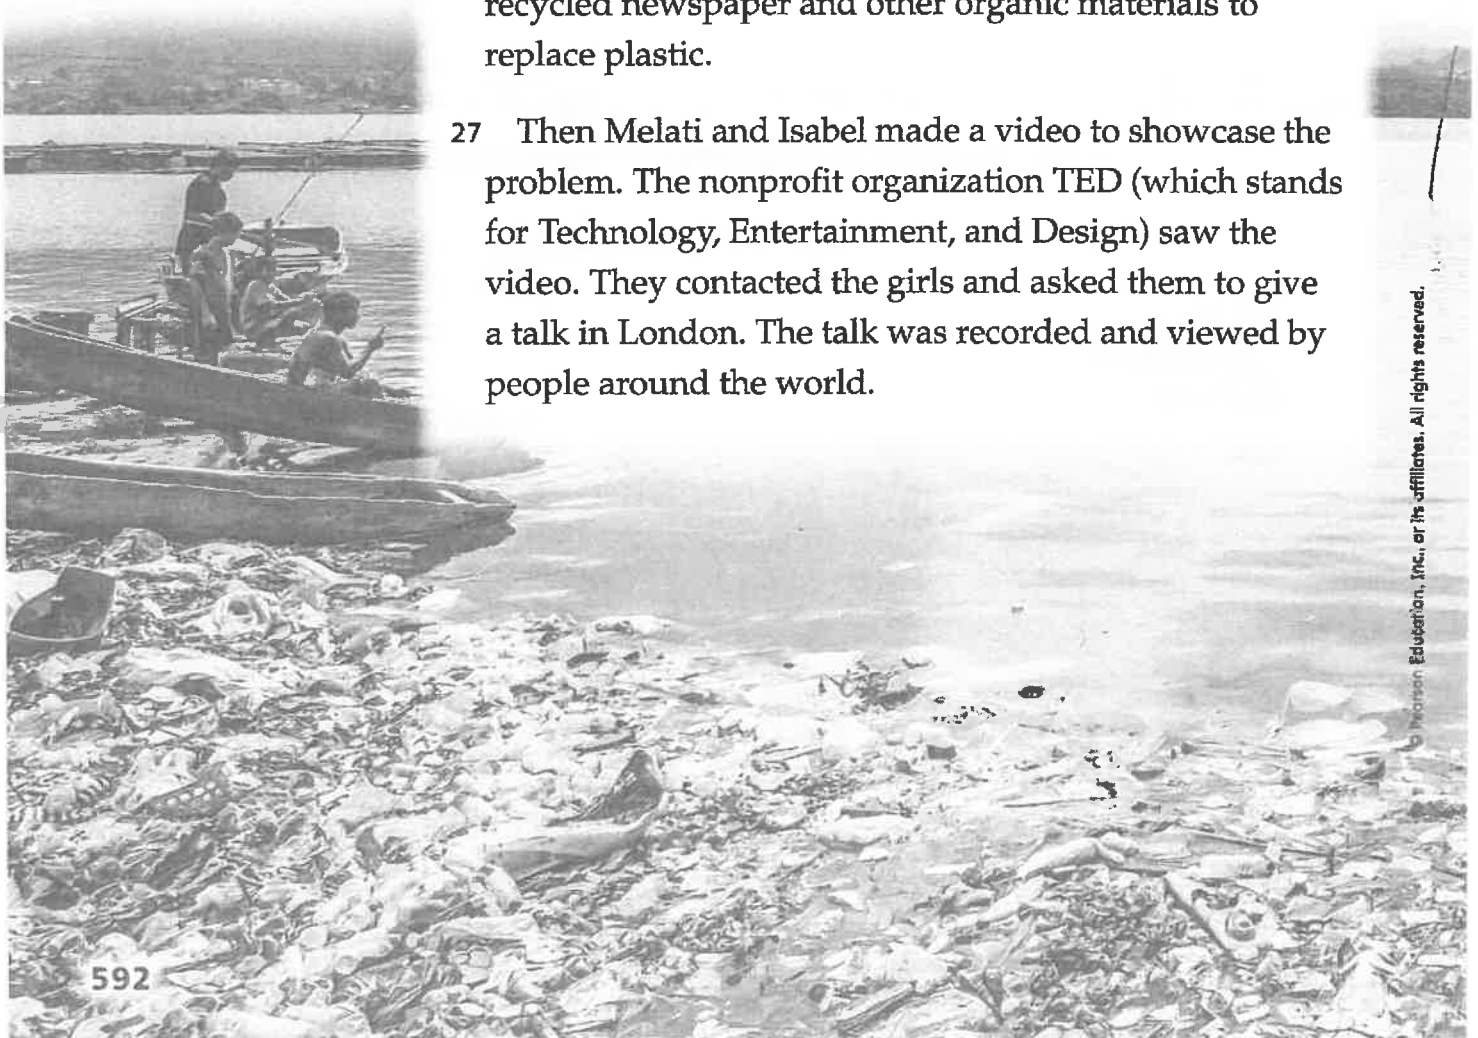 recycled newspaper and other organic materials to
replace plastic.
27 Then Melati and Isabel made a video to showcase the
problem. The nonprofit organization TED (which stands
for Technology, Entertainment, and Design) saw the
video. They contacted the girls and asked them to give
a talk in London. The talk was recorded and viewed by
people around the world.
© Pearson Education, Inc., or its affiliates. All rights reserved.
592